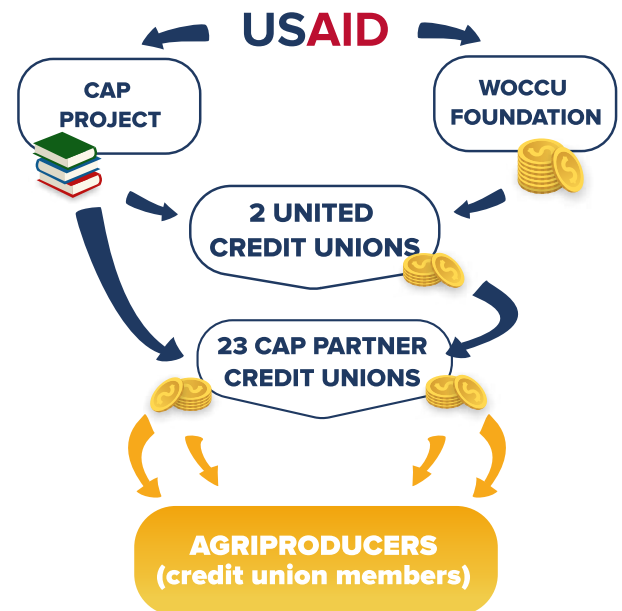 USAID
CAP
PROJECT
WOCCU
FOUNDATION
2 UNITED
CREDIT UNIONS
23 CAP PARTNER
CREDIT UNIONS
AGRIPRODUCERS
(credit union members)